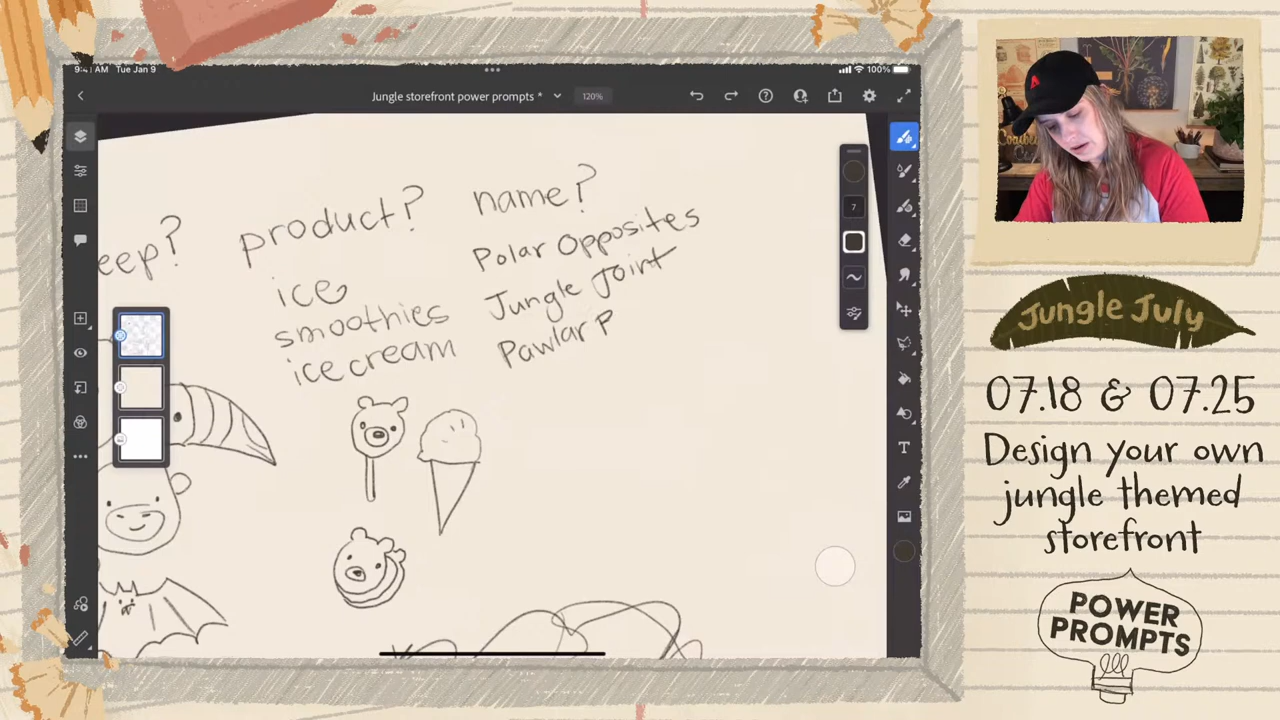 9:41 AM Tue Jan 9
100%
Jungle storefront power prompts *
120%
eep?
product?
name?
ice
smoothies
ice cream
Polar Opposites
Jungle Joint
Pawlar P
7
T
A
Jungle July
07.18 & 07.25
Design your own
jungle themed
storefront
POWER
PROMPTS